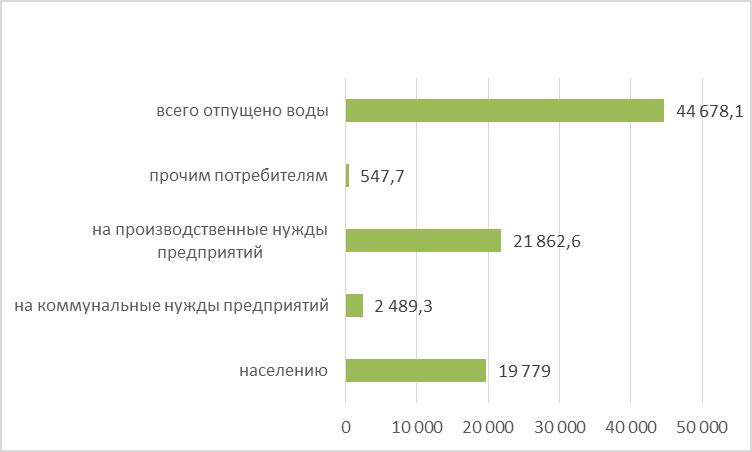 всего отпущено воды
44 678,1
прочим потребителям
547,7
на производственные нужды
предприятий
21 862,6
на коммунальные нужды предприятий
2 489,3
населению
19 779
0 10 000 20 000 30 000 40 000 50 000